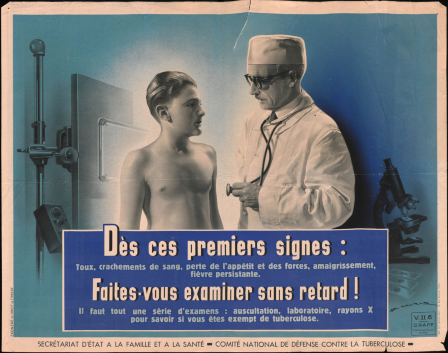 Dès ces premiers signes :
Toux, crachements de sang, perte de l'appétit et des forces, amaigrissement,
fièvre persistante.
Faites-vous examiner sans retard !
Il faut tout une série d'examens : auscultation, laboratoire, rayons X
pour savoir si vous êtes exempt de tuberculose.
SECRÉTARIAT D'ÉTAT A LA FAMILLE ET A LA SANTÉ — COMITÉ NATIONAL DE DÉFENSE CONTRE LA TUBERCULOSE